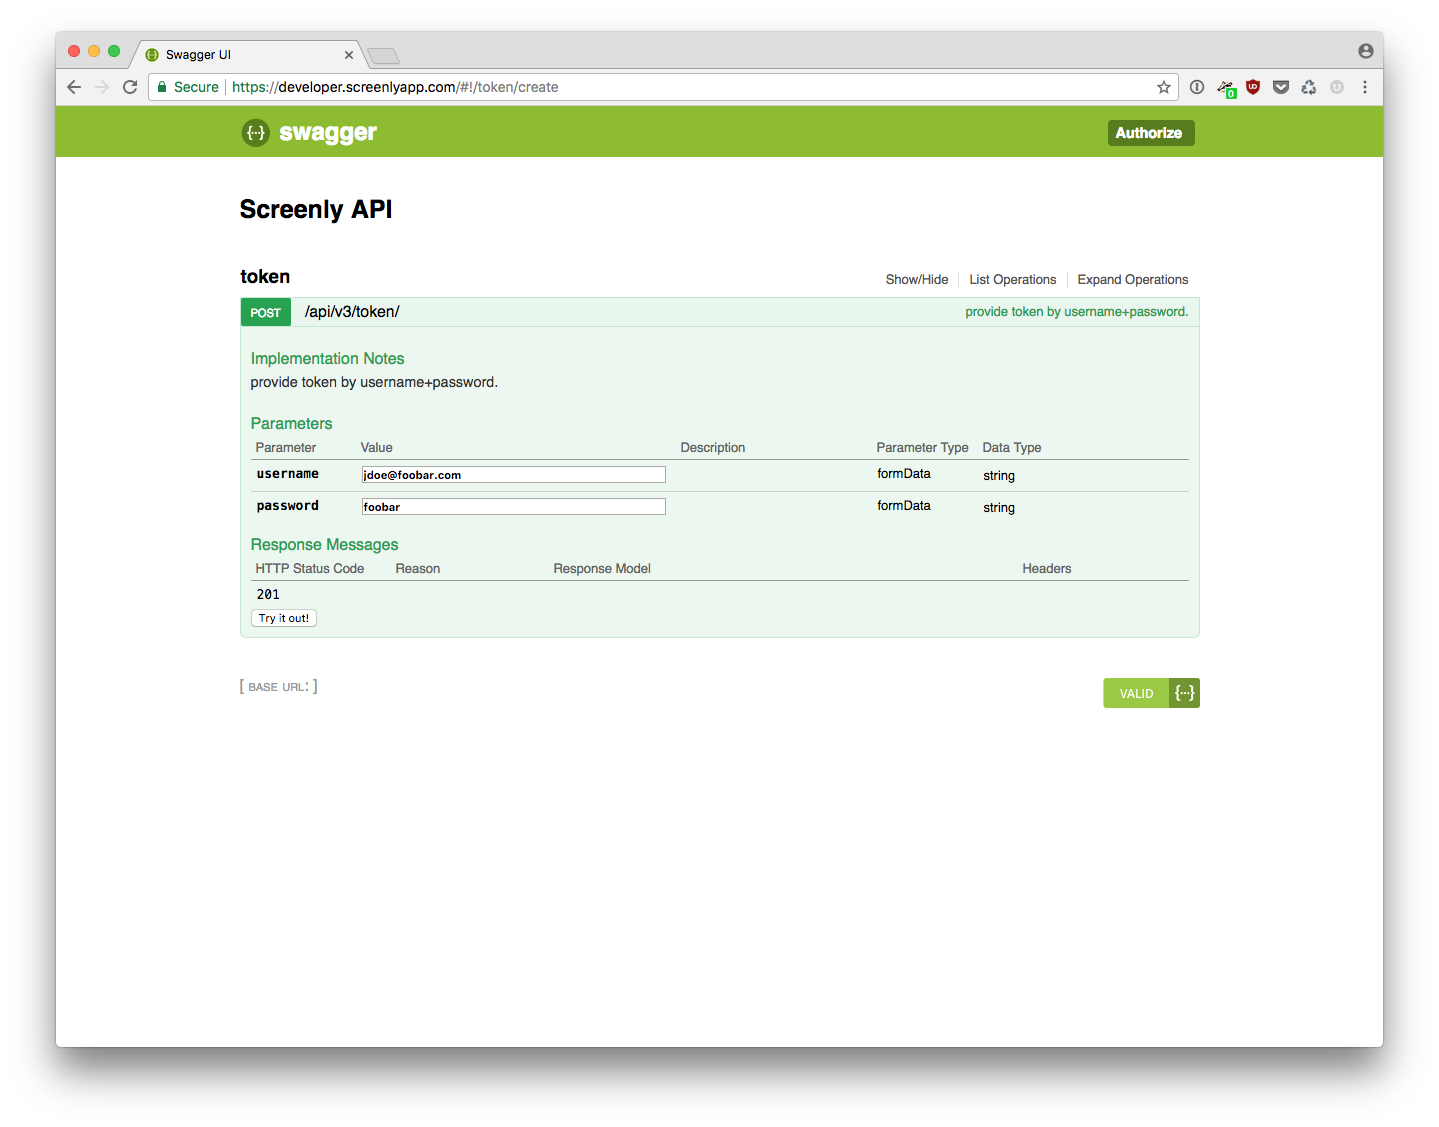 Swagger UI
Secure https://developer.screenlyapp.com/#!/token/create
0
{··} swagger Authorize
Screenly API
token Show/Hide List Operations Expand Operations
POST /api/v3/token/ provide token by username+password.
Implementation Notes
provide token by username+password.
Parameters
Parameter Value Description Parameter Type Data Type
username jdoe@foobar.com formData string
password foobar formData string
Response Messages
HTTP Status Code Reason Response Model Headers
201
Try it out!
[ BASE URL: ] VALID {···}